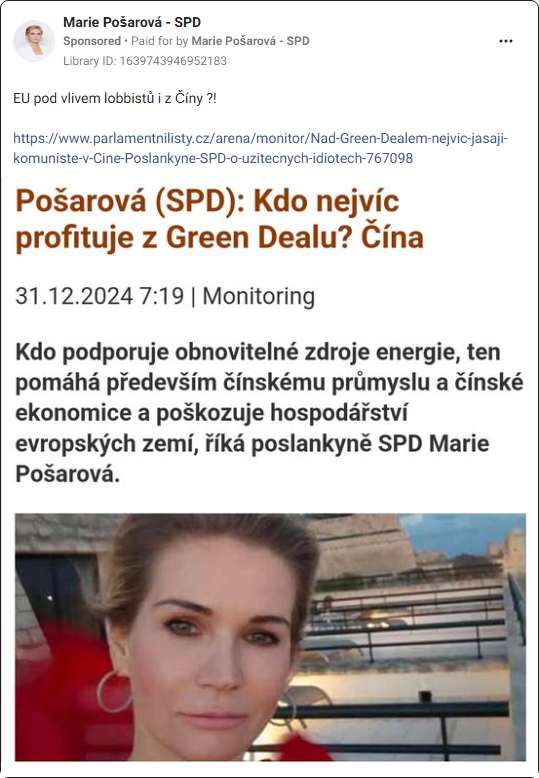 Marie Pošarová - SPD
Sponsored • Paid for by Marie Pošarová - SPD
Library ID: 1639743946952183
EU pod vlivem lobbistů i z Číny ?!
https://www.parlamentnilisty.cz/arena/monitor/Nad-Green-Dealem-nejvic-jasaji-
komuniste-v-Cine-Poslankyne-SPD-o-uzitecnych-idiotech-767098
Pošarová (SPD): Kdo nejvíc
profituje z Green Dealu? Čína
31.12.2024 7:19 | Monitoring
Kdo podporuje obnovitelné zdroje energie, ten
pomáhá především čínskému průmyslu a čínské
ekonomice a poškozuje hospodářství
evropských zemí, říká poslankyně SPD Marie
Pošarová.